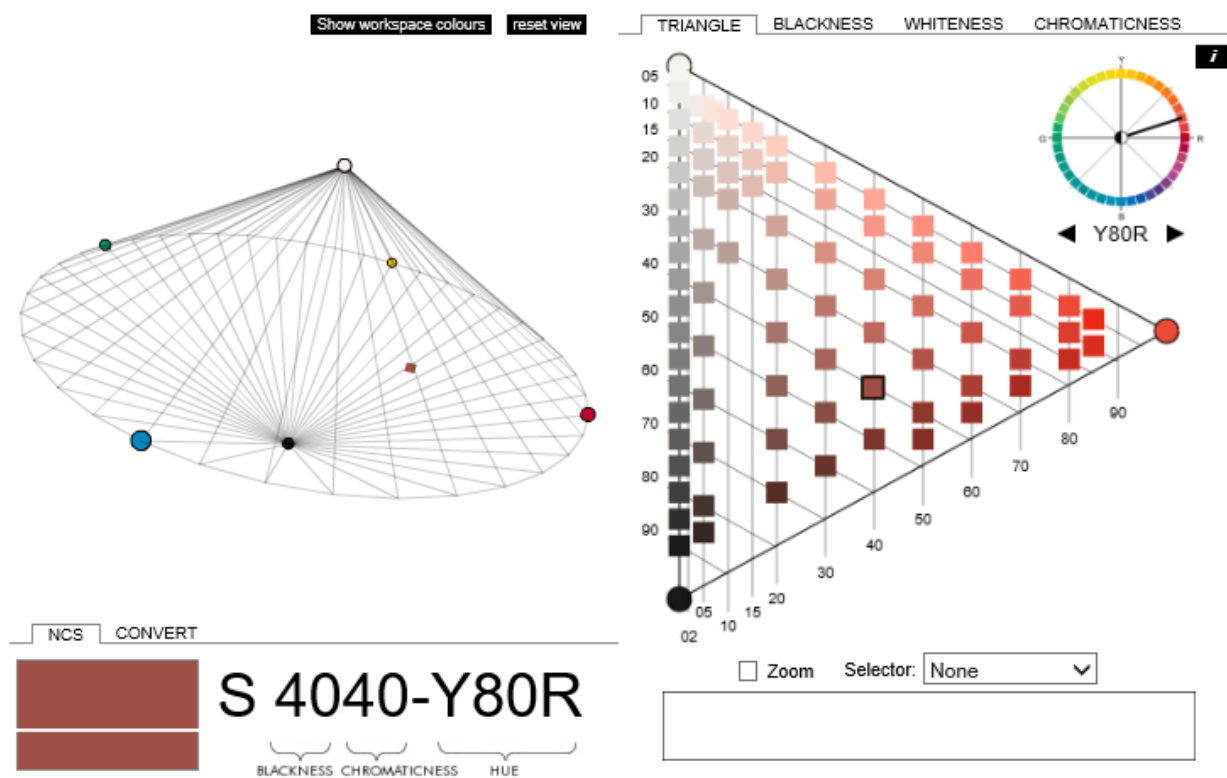 Show workspace colours reset view
TRIANGLE BLACKNESS WHITENESS CHROMATICNESS
i
05
10
15
20
30
40
50
60
70
80
90
Y
G
R
B
Y80R
90
80
70
60
50
40
30
20
15
10
05
02
NCS CONVERT
S 4040-Y80R
BLACKNESS CHROMATICNESS HUE
Zoom Selector: None